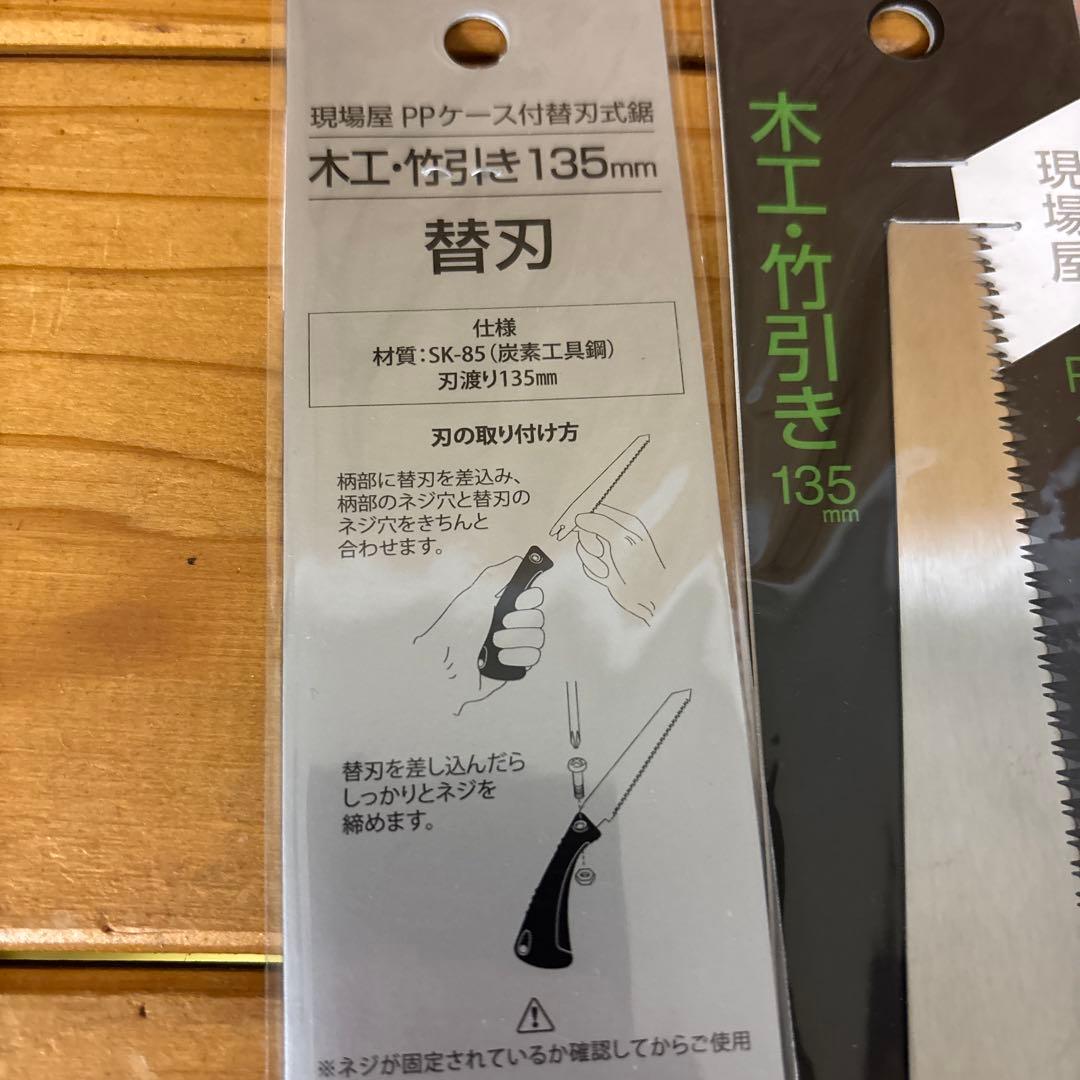 現場屋 PPケース付替刃式鋸
木工・竹引き135mm
替刃
仕様
材質：SK-85（炭素工具鋼）
刃渡り135mm
刃の取り付け方
柄部に替刃を差込み、
柄部のネジ穴と替刃の
ネジ穴をきちんと
合わせます。
替刃を差し込んだら
しっかりとネジを
締めます。
※ネジが固定されているか確認してからご使用
木工・竹引き
135
mm
現場屋